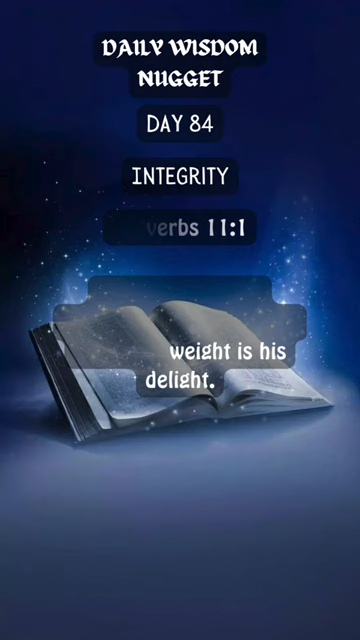 DAILY WISDOM
NUGGET
DAY 84
INTEGRITY
verbs 11:1
weight is his
delight.